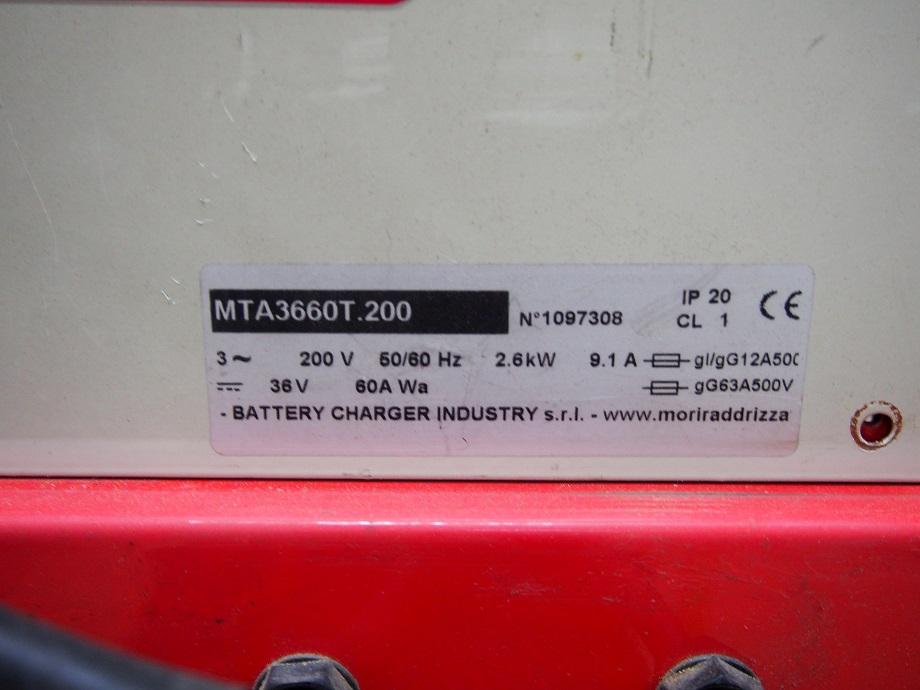 MTA3660T.200 N°1097308 IP 20 CE
CL 1
3~ 200 V 50/60 Hz 2.6kW 9.1 A gI/gG12A500
36V 60A Wa gG63A500V
- BATTERY CHARGER INDUSTRY s.r.l. - www.moriraddrizza